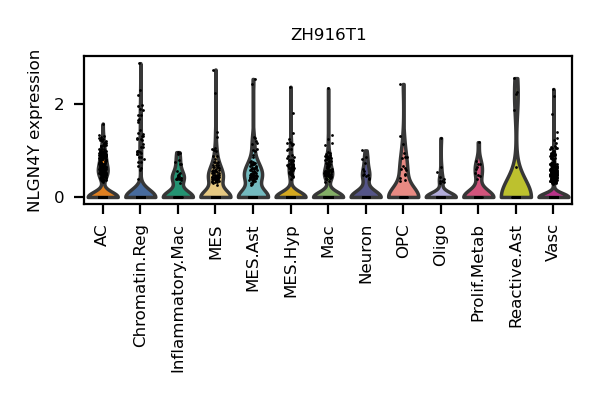 ZH916T1
NLGN4Y expression
2
0
AC
Chromatin.Reg
Inflammatory.Mac
MES
MES.Ast
MES.Hyp
Mac
Neuron
OPC
Oligo
Prolif.Metab
Reactive.Ast
Vasc